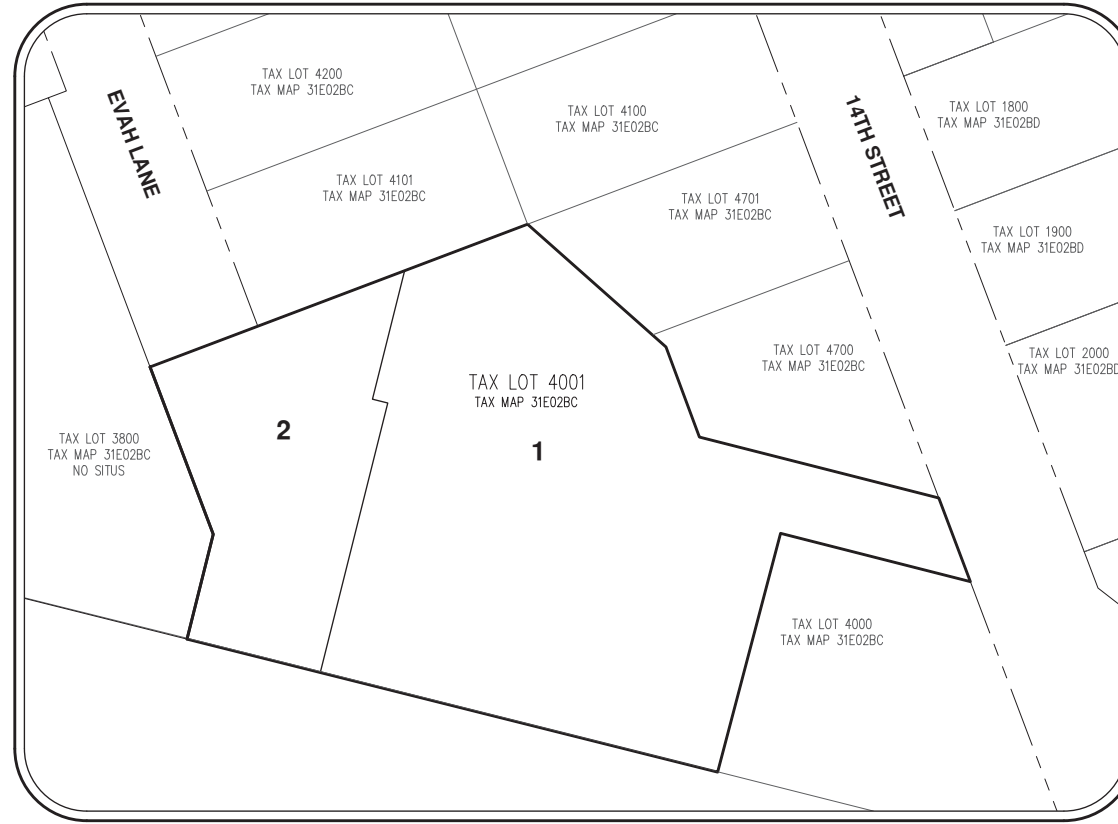 TAX LOT 4200
TAX MAP 31E02BC
EVAH LANE
TAX LOT 4100
TAX MAP 31E02BC
14TH STREET
TAX LOT 1800
TAX MAP 31E02BD
TAX LOT 4101
TAX MAP 31E02BC
TAX LOT 4701
TAX MAP 31E02BC
TAX LOT 1900
TAX MAP 31E02BD
TAX LOT 4700
TAX MAP 31E02BC
TAX LOT 2000
TAX MAP 31E02BD
TAX LOT 4001
TAX MAP 31E02BC
2
1
TAX LOT 3800
TAX MAP 31E02BC
NO SITUS
TAX LOT 4000
TAX MAP 31E02BC